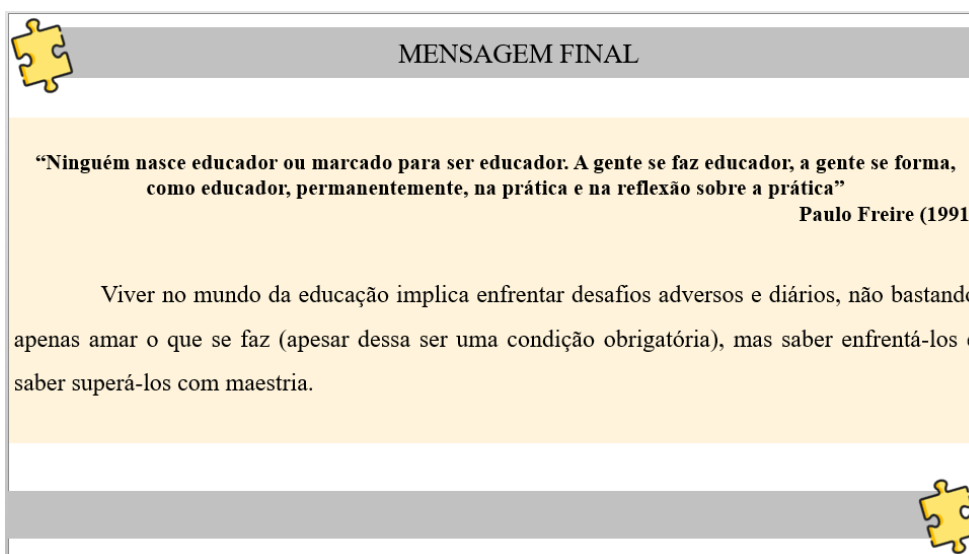 MENSAGEM FINAL
“Ninguém nasce educador ou marcado para ser educador. A gente se faz educador, a gente se forma,
como educador, permanentemente, na prática e na reflexão sobre a prática”
Paulo Freire (1991
Viver no mundo da educação implica enfrentar desafios adversos e diários, não bastando
apenas amar o que se faz (apesar dessa ser uma condição obrigatória), mas saber enfrentá-los e
saber superá-los com maestria.